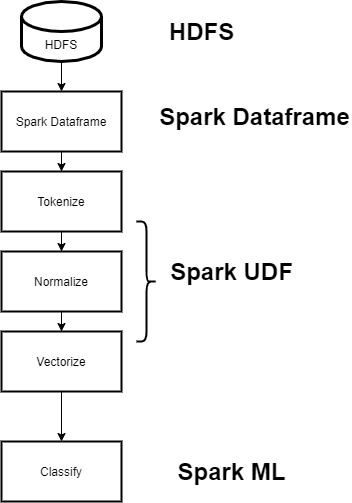 HDFS
HDFS
Spark Dataframe
Spark Dataframe
Tokenize
Normalize
Spark UDF
Vectorize
Classify
Spark ML